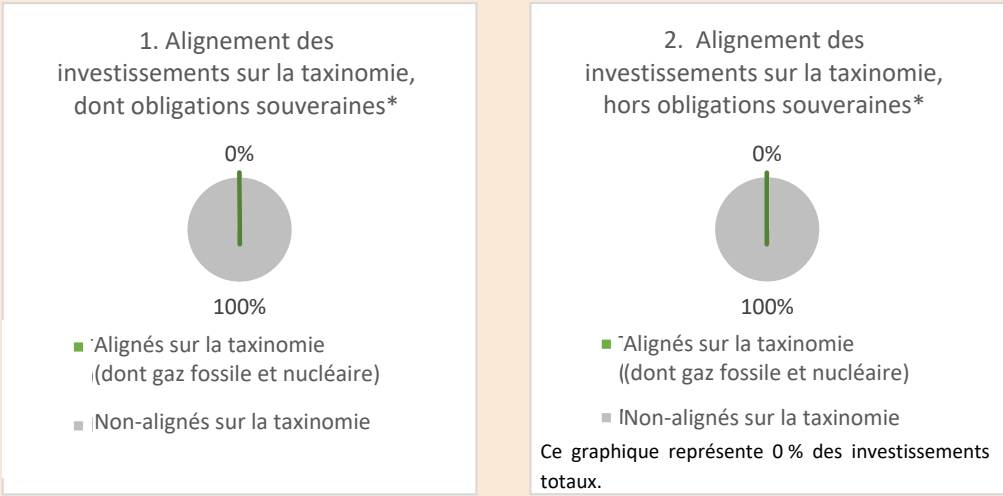 1. Alignement des
investissements sur la taxinomie,
dont obligations souveraines*
0%
100%
Alignés sur la taxinomie
(dont gaz fossile et nucléaire)
Non-alignés sur la taxinomie
2. Alignement des
investissements sur la taxinomie,
hors obligations souveraines*
0%
100%
Alignés sur la taxinomie
((dont gaz fossile et nucléaire)
Non-alignés sur la taxinomie
Ce graphique représente 0 % des investissements
totaux.